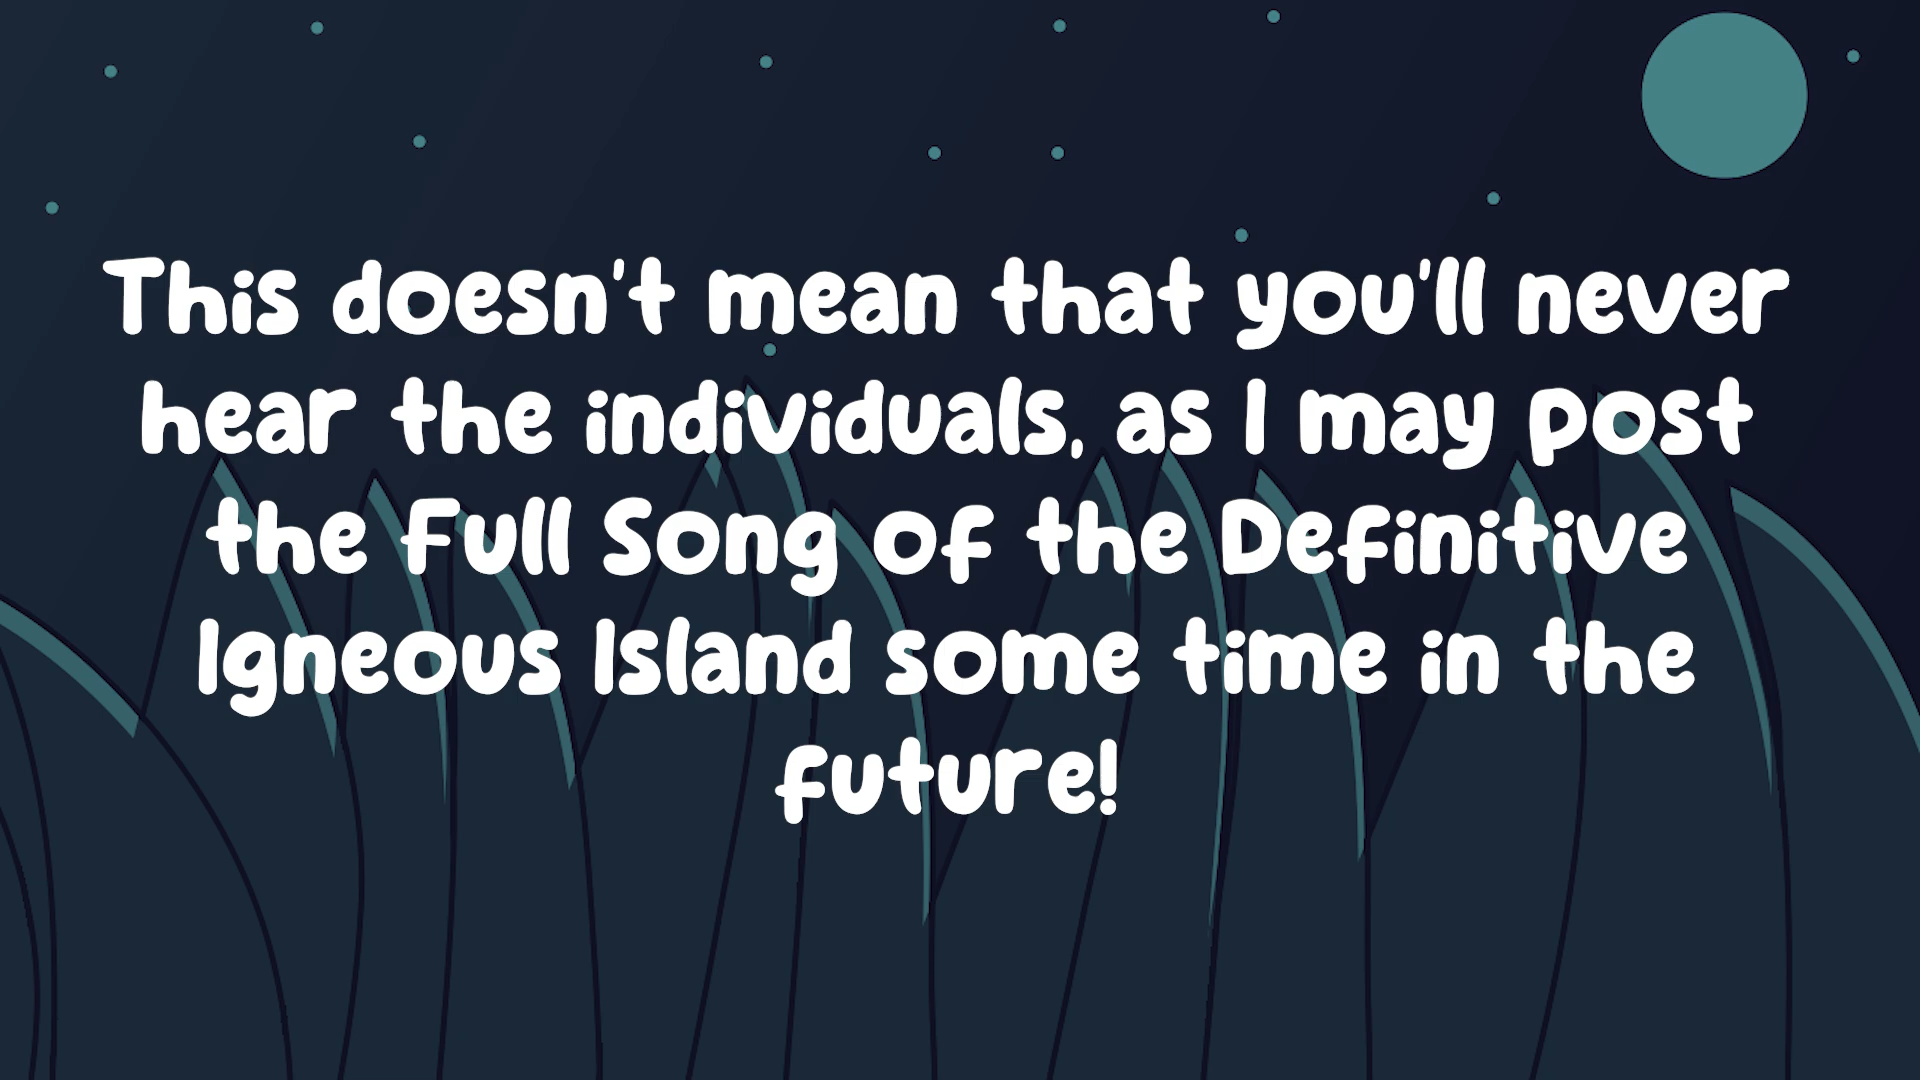 This doesn't mean that you'll never
hear the individuals, as I may post
the Full Song of the Definitive
Igneous Island some time in the
future!